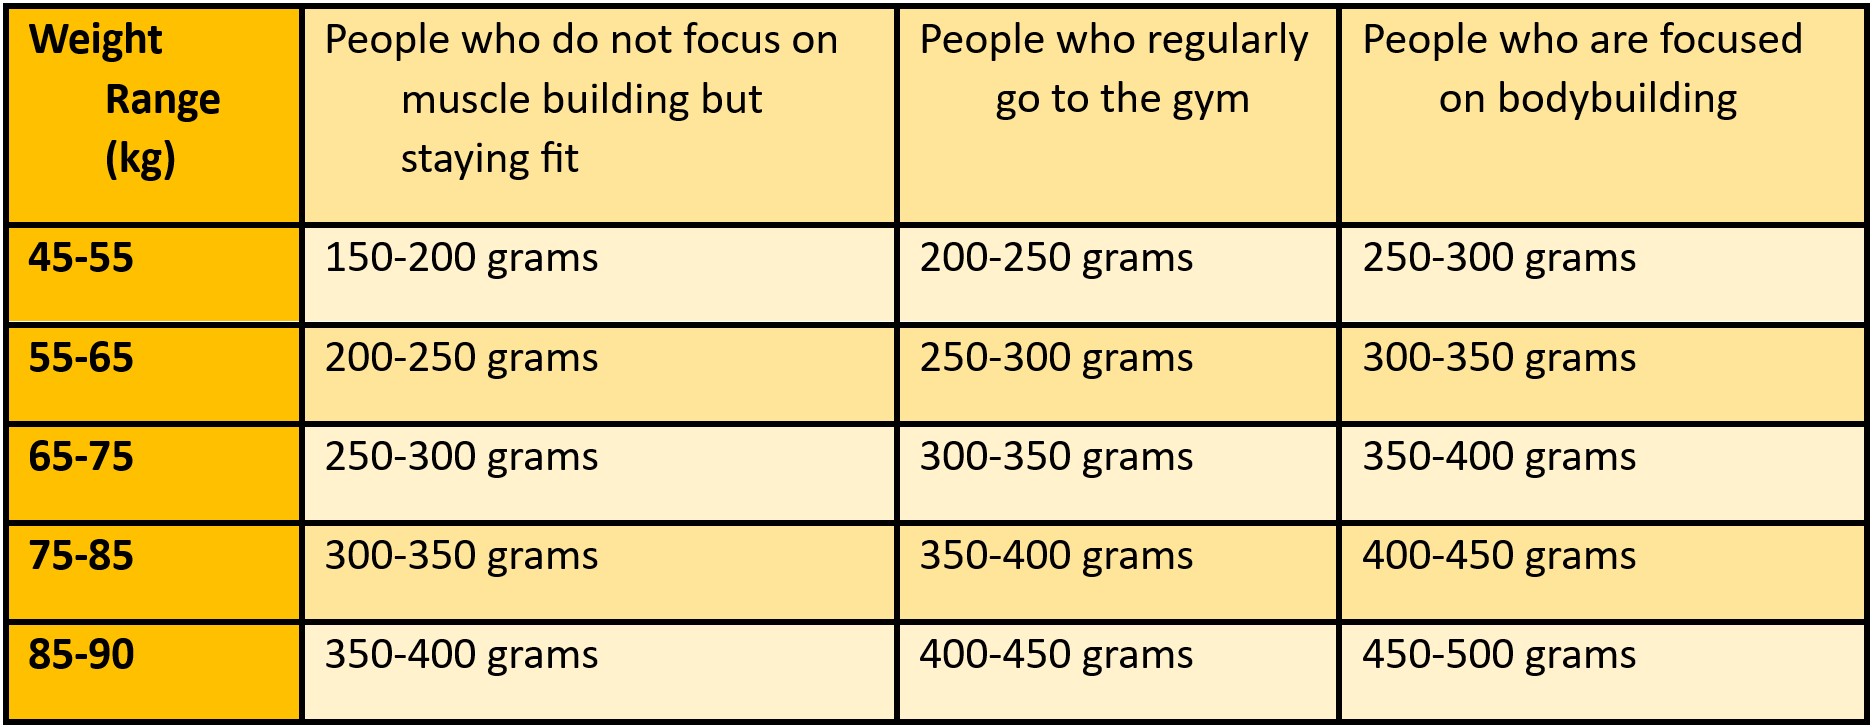 Weight
Range
(kg)
People who do not focus on
muscle building but
staying fit
People who regularly
go to the gym
People who are focused
on bodybuilding
45-55
150-200 grams
200-250 grams
250-300 grams
55-65
200-250 grams
250-300 grams
300-350 grams
65-75
250-300 grams
300-350 grams
350-400 grams
75-85
300-350 grams
350-400 grams
400-450 grams
85-90
350-400 grams
400-450 grams
450-500 grams